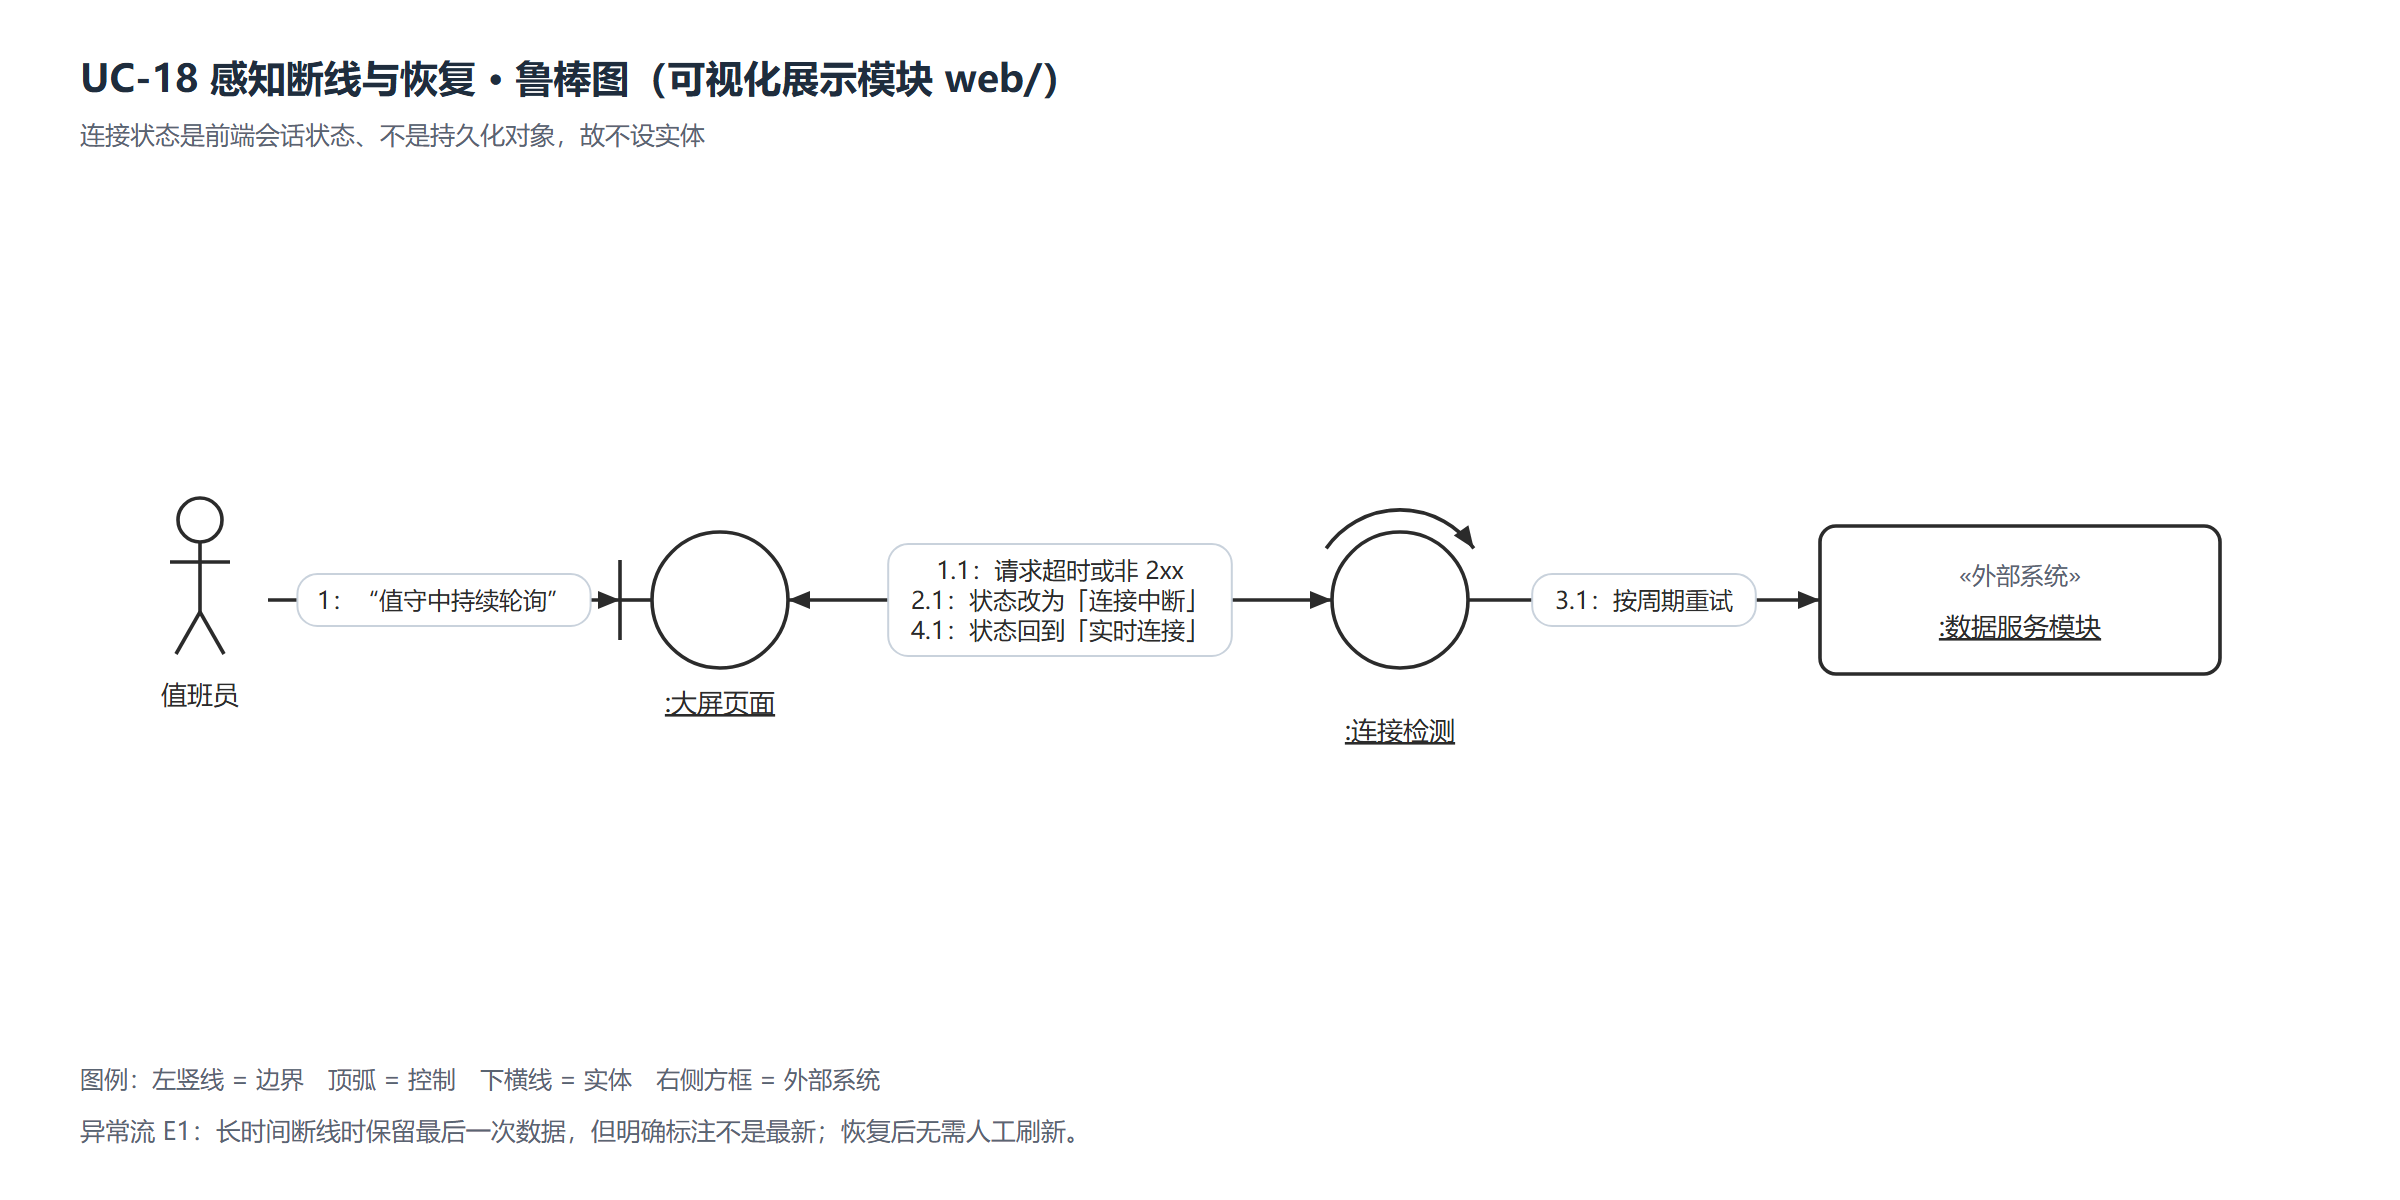 UC-18 感知断线与恢复 · 鲁棒图（可视化展示模块 web/）
连接状态是前端会话状态、不是持久化对象，故不设实体
1：“值守中持续轮询”
1.1：请求超时或非 2xx
2.1：状态改为「连接中断」
4.1：状态回到「实时连接」
3.1：按周期重试
«外部系统»
:数据服务模块
值班员
:大屏页面
:连接检测
图例：左竖线 = 边界　顶弧 = 控制　下横线 = 实体　右侧方框 = 外部系统
异常流 E1：长时间断线时保留最后一次数据，但明确标注不是最新；恢复后无需人工刷新。